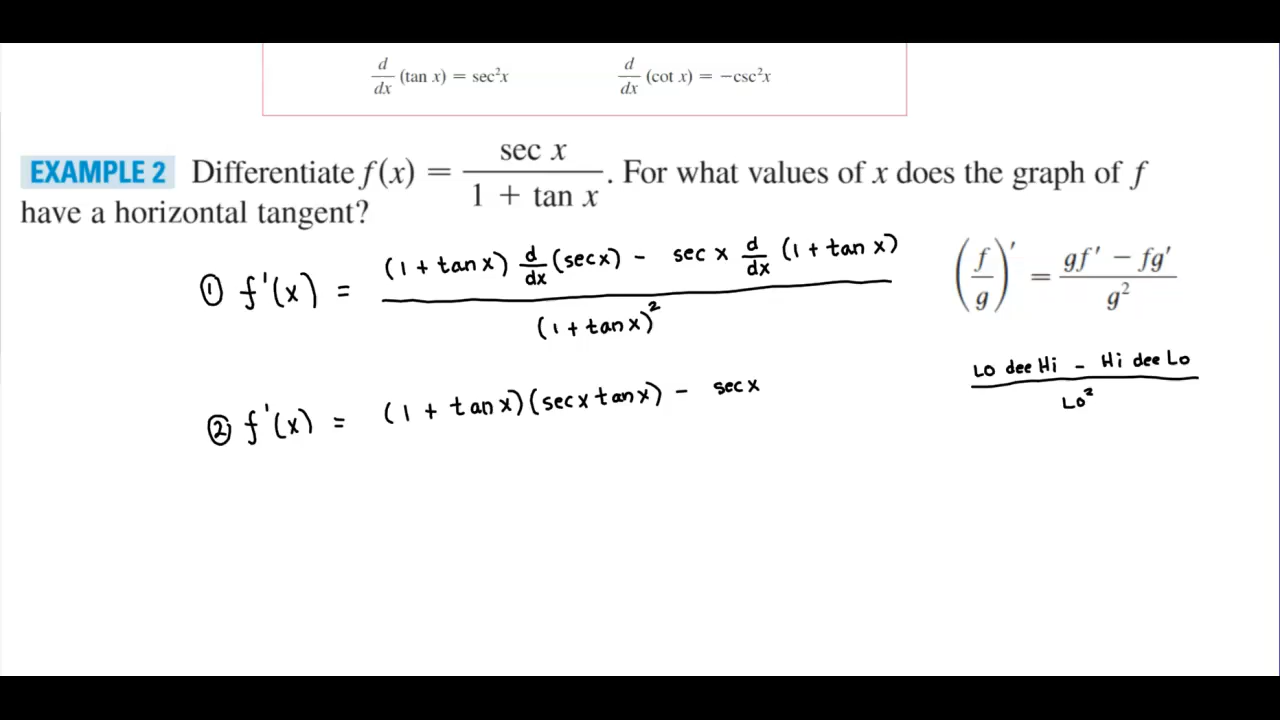 d/dx (tan x) = sec²x    d/dx (cot x) = −csc²x
EXAMPLE 2 Differentiate f(x) = sec x / (1 + tan x). For what values of x does the graph of f
have a horizontal tangent?
① f'(x) = ((1 + tan x) d/dx (sec x) − sec x d/dx (1 + tan x)) / (1 + tan x)²
(f/g)' = (gf' − fg') / g²
Lo dee Hi − Hi dee Lo / Lo²
② f'(x) = (1 + tan x)(sec x tan x) − sec x